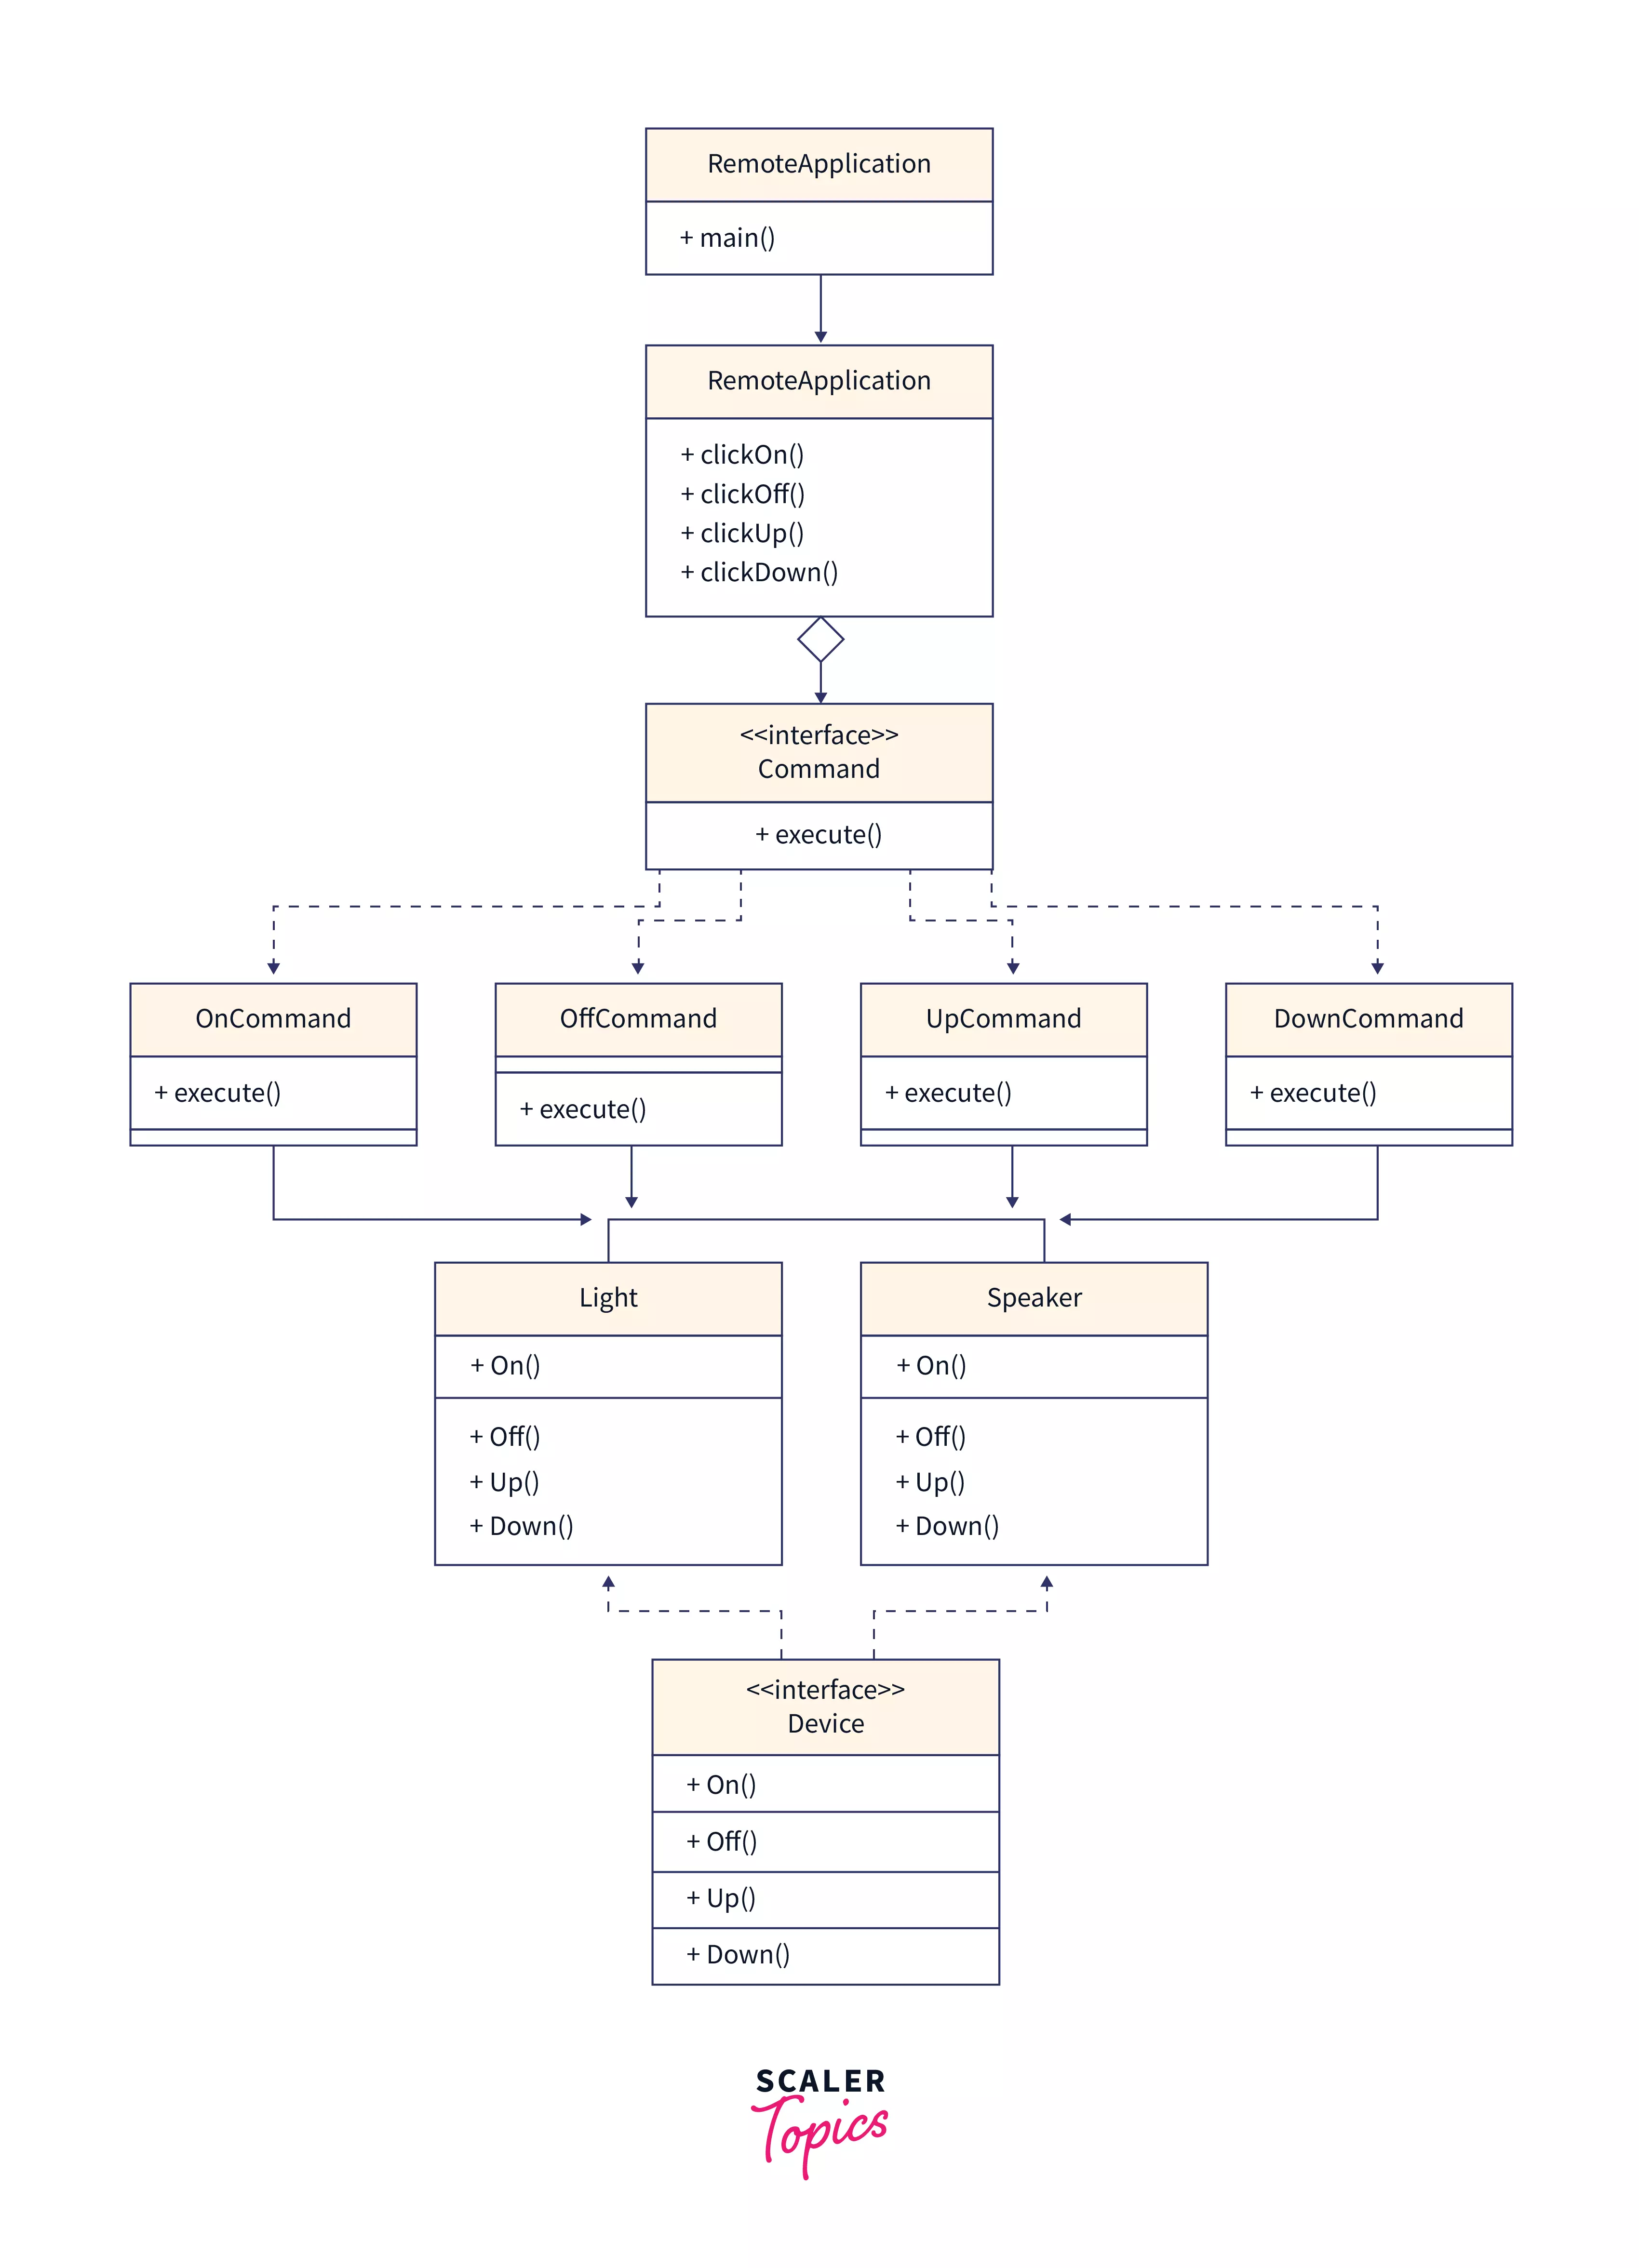 RemoteApplication
+ main()
RemoteApplication
+ clickOn()
+ clickOff()
+ clickUp()
+ clickDown()
<<interface>>
Command
+ execute()
OnCommand
+ execute()
OffCommand
+ execute()
UpCommand
+ execute()
DownCommand
+ execute()
Light
+ On()
+ Off()
+ Up()
+ Down()
Speaker
+ On()
+ Off()
+ Up()
+ Down()
<<interface>>
Device
+ On()
+ Off()
+ Up()
+ Down()
SCALER
Topics